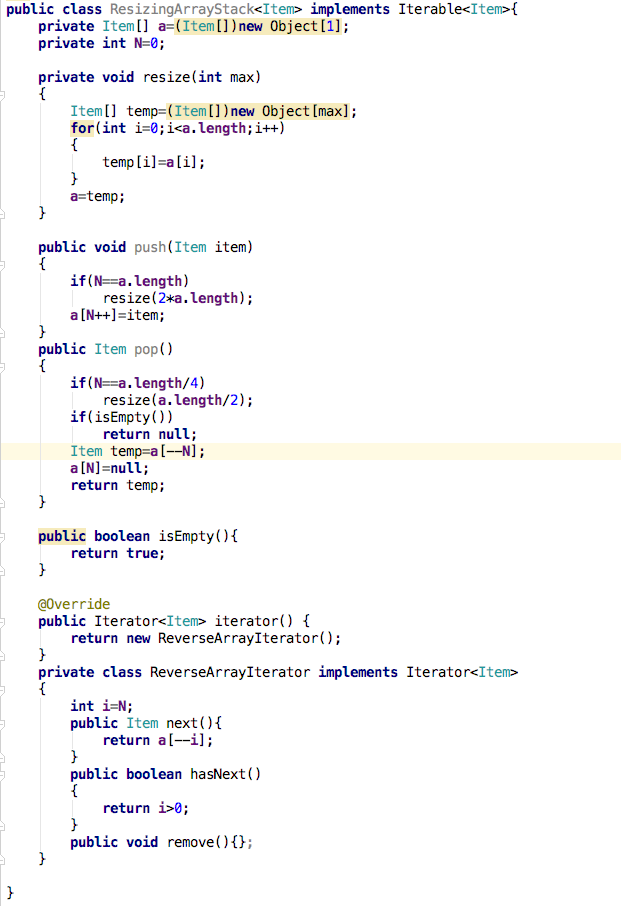 public class ResizingArrayStack<Item> implements Iterable<Item>{
    private Item[] a=(Item[])new Object[1];
    private int N=0;

    private void resize(int max)
    {
        Item[] temp=(Item[])new Object[max];
        for(int i=0;i<a.length;i++)
        {
            temp[i]=a[i];
        }
        a=temp;
    }

    public void push(Item item)
    {
        if(N==a.length)
            resize(2*a.length);
        a[N++]=item;
    }
    public Item pop()
    {
        if(N==a.length/4)
            resize(a.length/2);
        if(isEmpty())
            return null;
        Item temp=a[--N];
        a[N]=null;
        return temp;
    }

    public boolean isEmpty(){
        return true;
    }

    @Override
    public Iterator<Item> iterator() {
        return new ReverseArrayIterator();
    }
    private class ReverseArrayIterator implements Iterator<Item>
    {
        int i=N;
        public Item next(){
            return a[--i];
        }
        public boolean hasNext()
        {
            return i>0;
        }
        public void remove(){};
    }

}